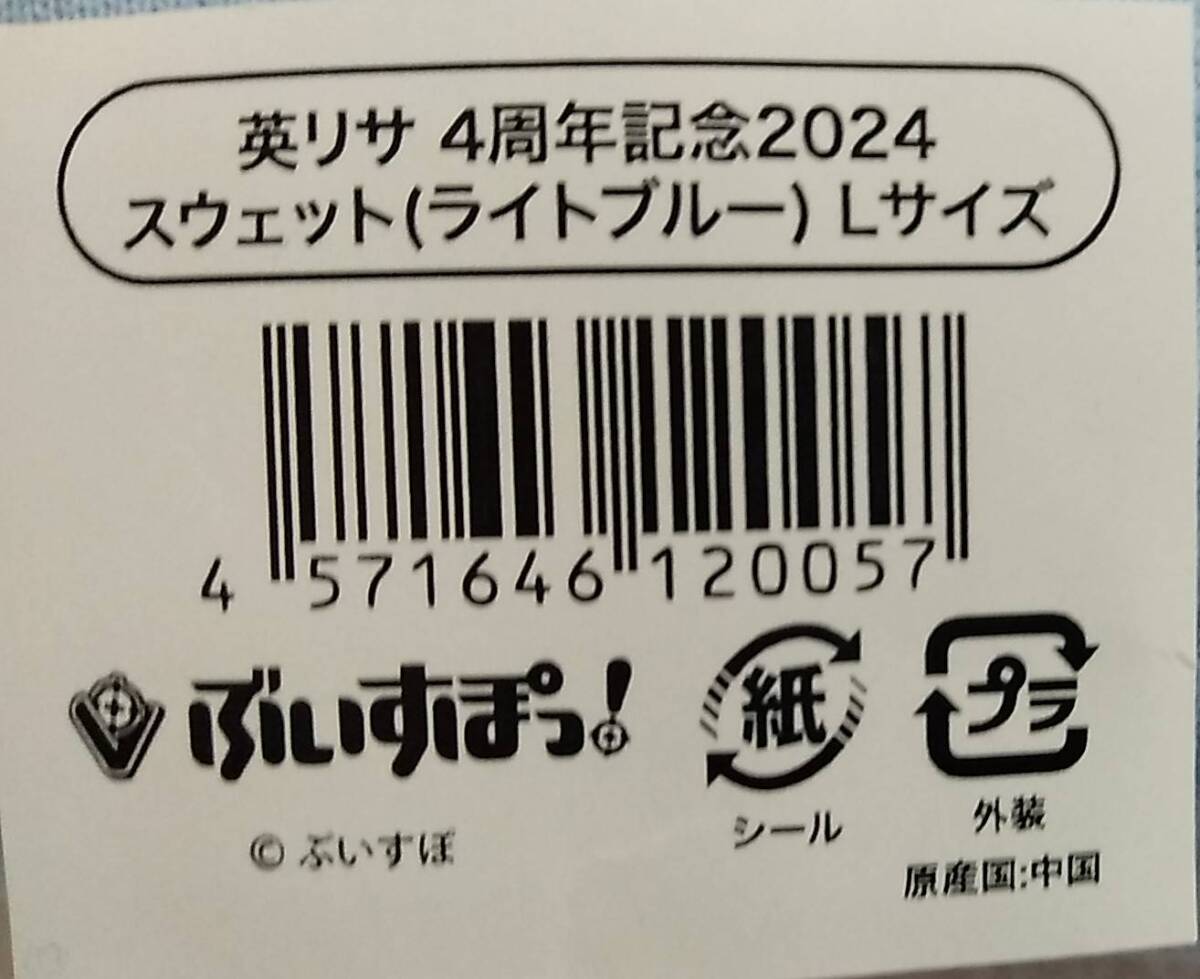 英リサ 4周年記念2024
スウェット(ライトブルー) Lサイズ
4 571646 120057
ぶいすぽっ!
紙
プラ
シール
外装
© ぶいすぽ
原産国:中国